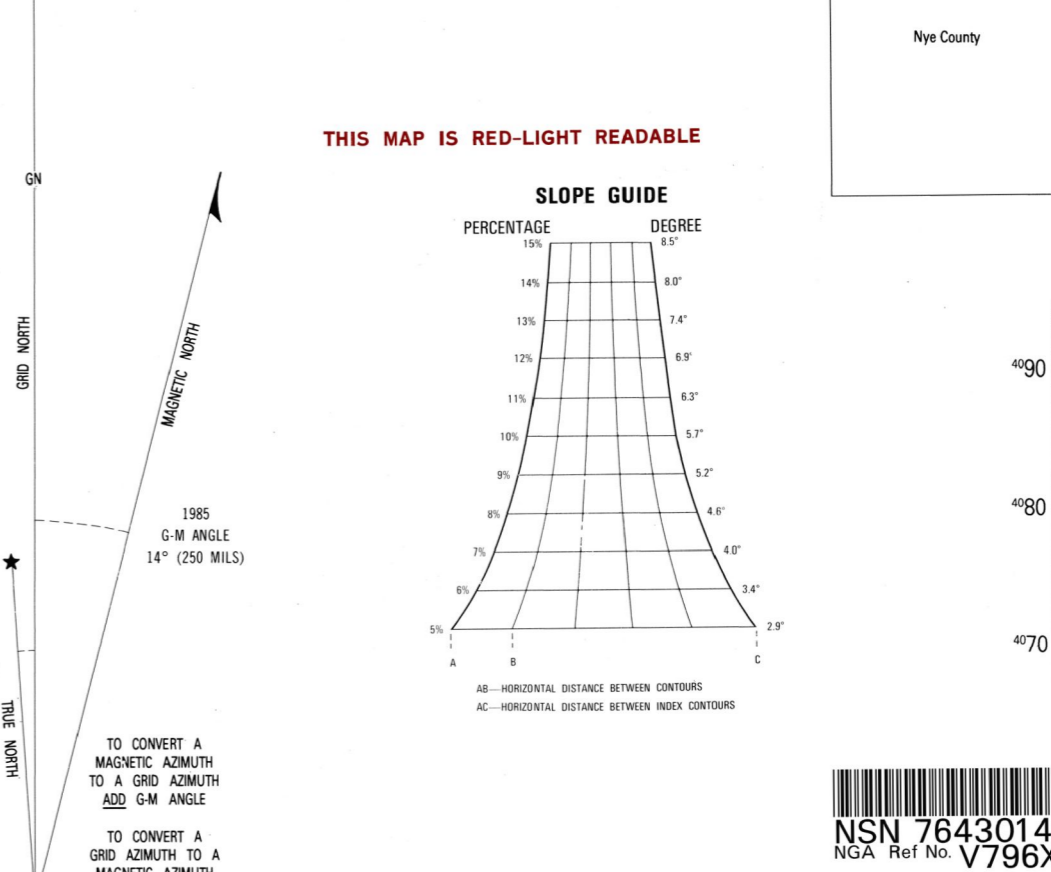 Nye County
THIS MAP IS RED-LIGHT READABLE
GN
GRID NORTH
MAGNETIC NORTH
1985
G-M ANGLE
14° (250 MILS)
TRUE NORTH
TO CONVERT A
MAGNETIC AZIMUTH
TO A GRID AZIMUTH
ADD G-M ANGLE
TO CONVERT A
GRID AZIMUTH TO A
MAGNETIC AZIMUTH
SLOPE GUIDE
PERCENTAGE DEGREE
15% 8.5°
14% 8.0°
13% 7.4°
12% 6.9°
11% 6.3°
10% 5.7°
9% 5.2°
8% 4.6°
7% 4.0°
6% 3.4°
5% 2.9°
A B C
AB—HORIZONTAL DISTANCE BETWEEN CONTOURS
AC—HORIZONTAL DISTANCE BETWEEN INDEX CONTOURS
4090
4080
4070
NSN 7643014
NGA Ref No. V796X